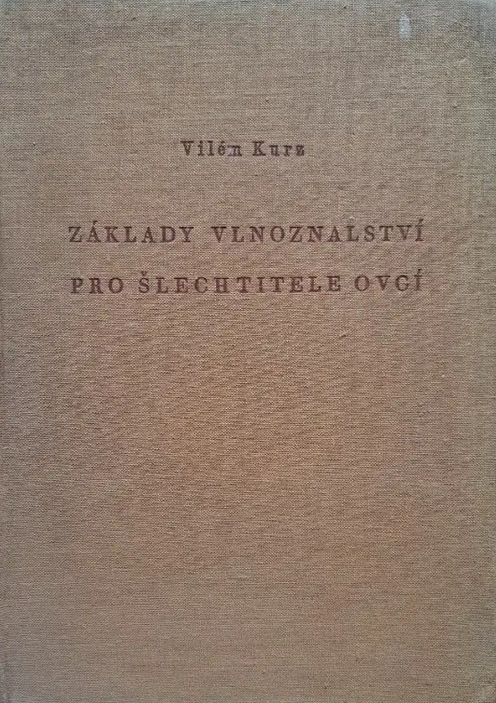 Vilém Kurz
ZÁKLADY VLNOZNALSTVÍ
PRO ŠLECHTITELE OVCÍ